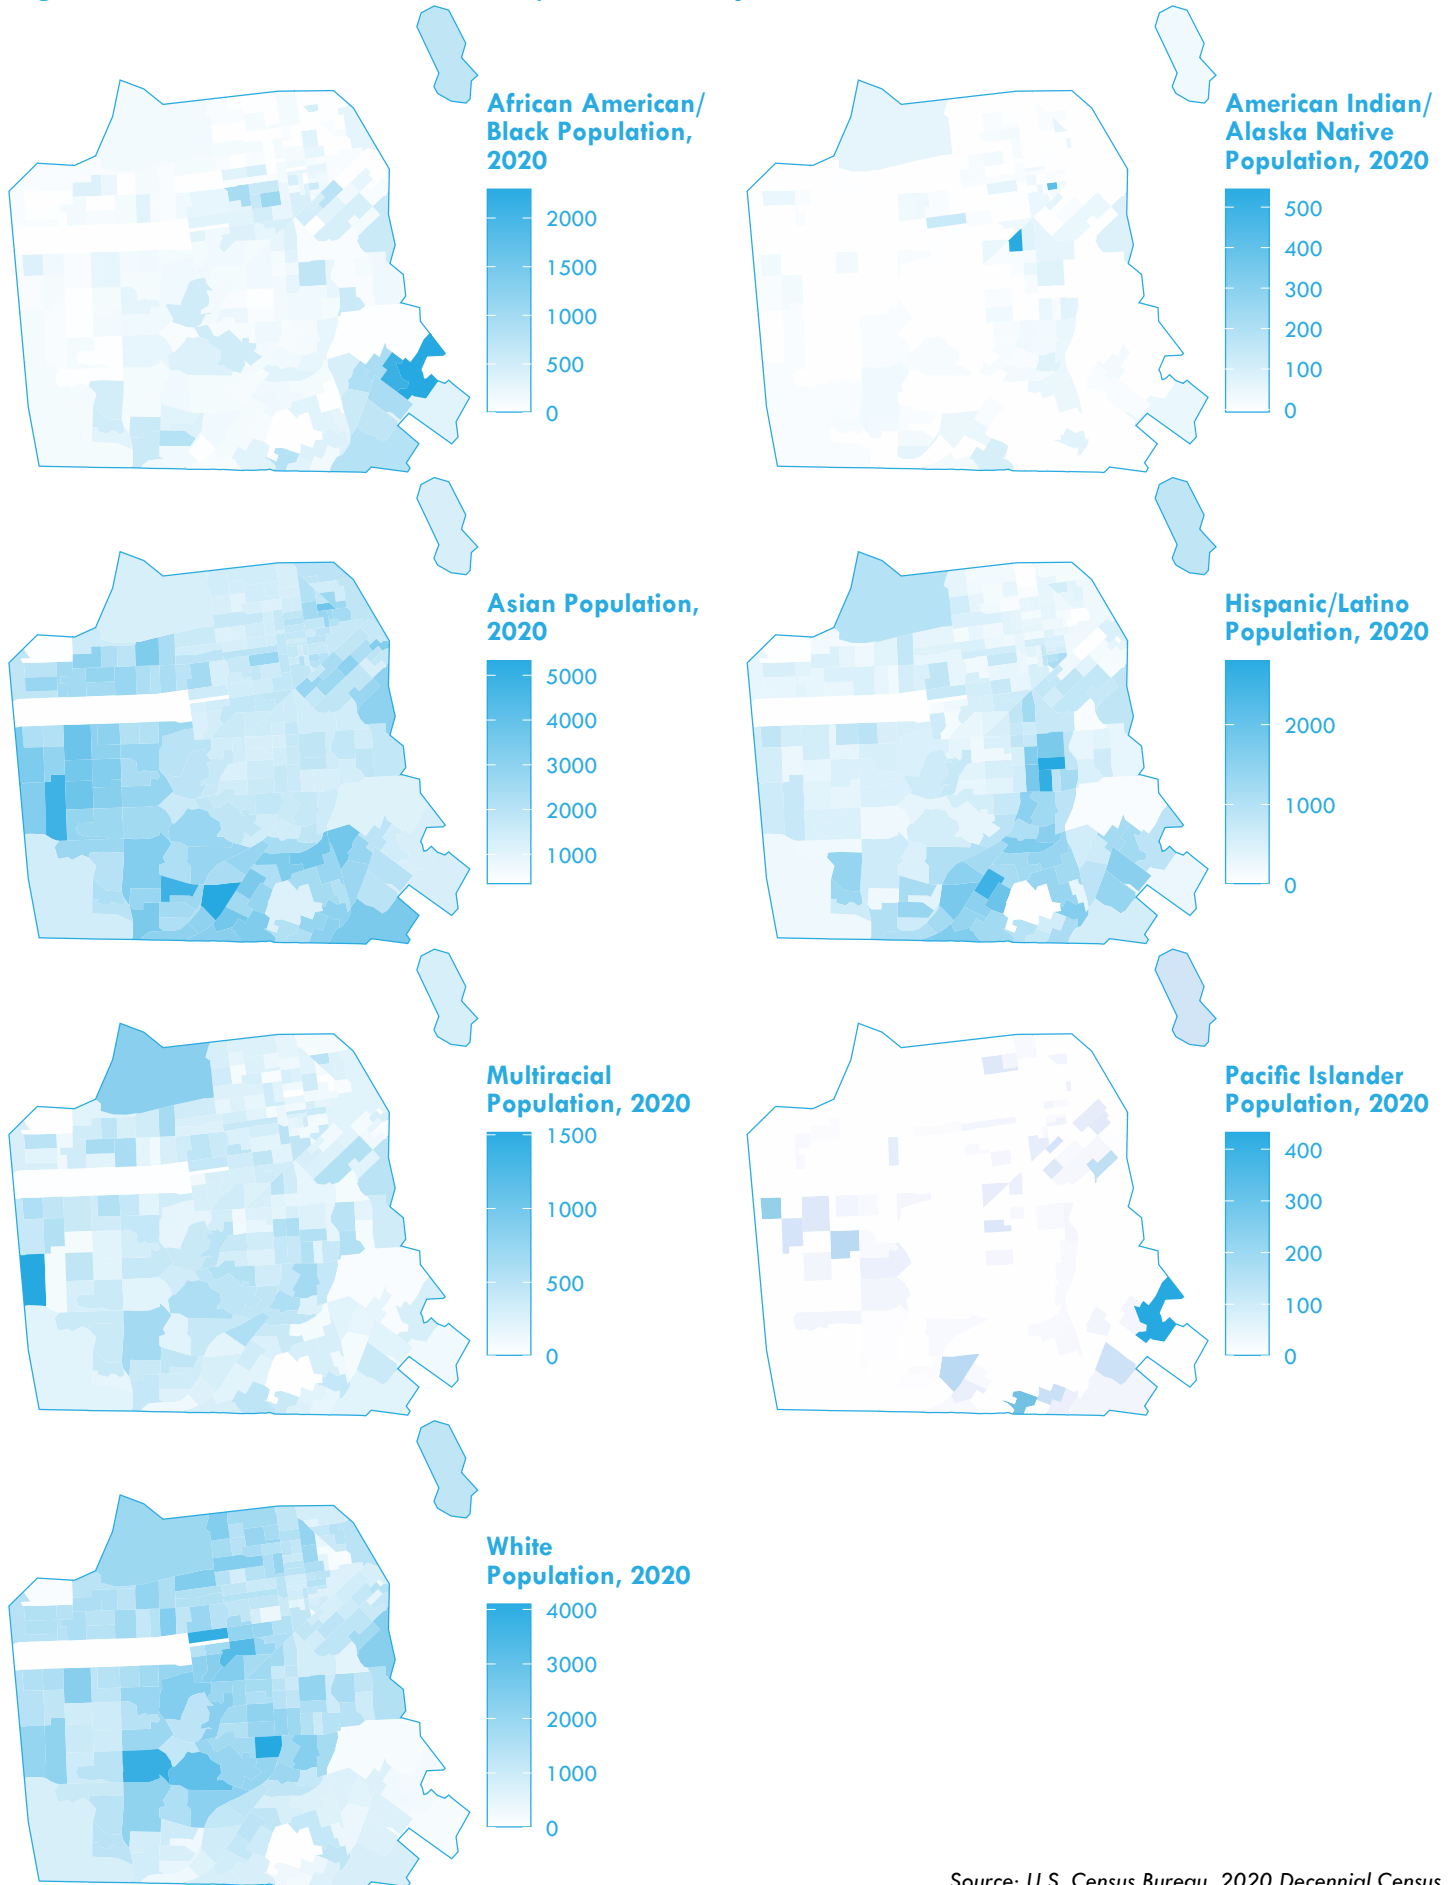 African American/
Black Population,
2020
2000
1500
1000
500
0
American Indian/
Alaska Native
Population, 2020
500
400
300
200
100
0
Asian Population,
2020
5000
4000
3000
2000
1000
Hispanic/Latino
Population, 2020
2000
1000
0
Multiracial
Population, 2020
1500
1000
500
0
Pacific Islander
Population, 2020
400
300
200
100
0
White
Population, 2020
4000
3000
2000
1000
0
Source: U.S. Census Bureau, 2020 Decennial Census